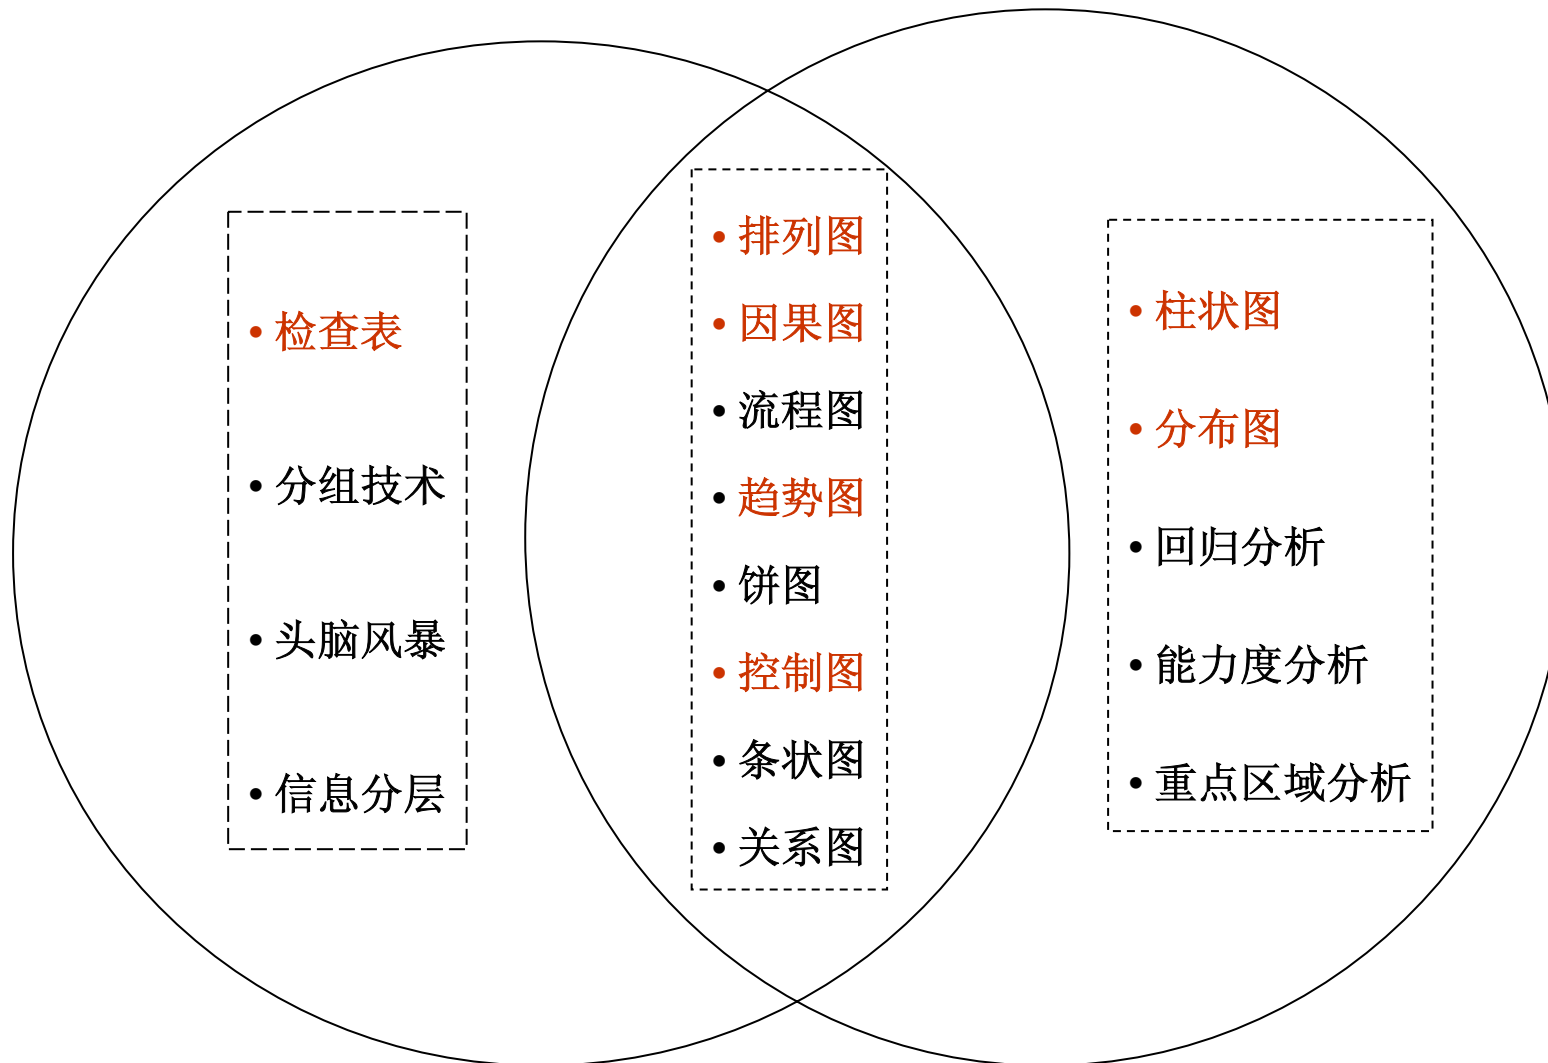 • 检查表
• 分组技术
• 头脑风暴
• 信息分层
• 排列图
• 因果图
• 流程图
• 趋势图
• 饼图
• 控制图
• 条状图
• 关系图
• 柱状图
• 分布图
• 回归分析
• 能力度分析
• 重点区域分析